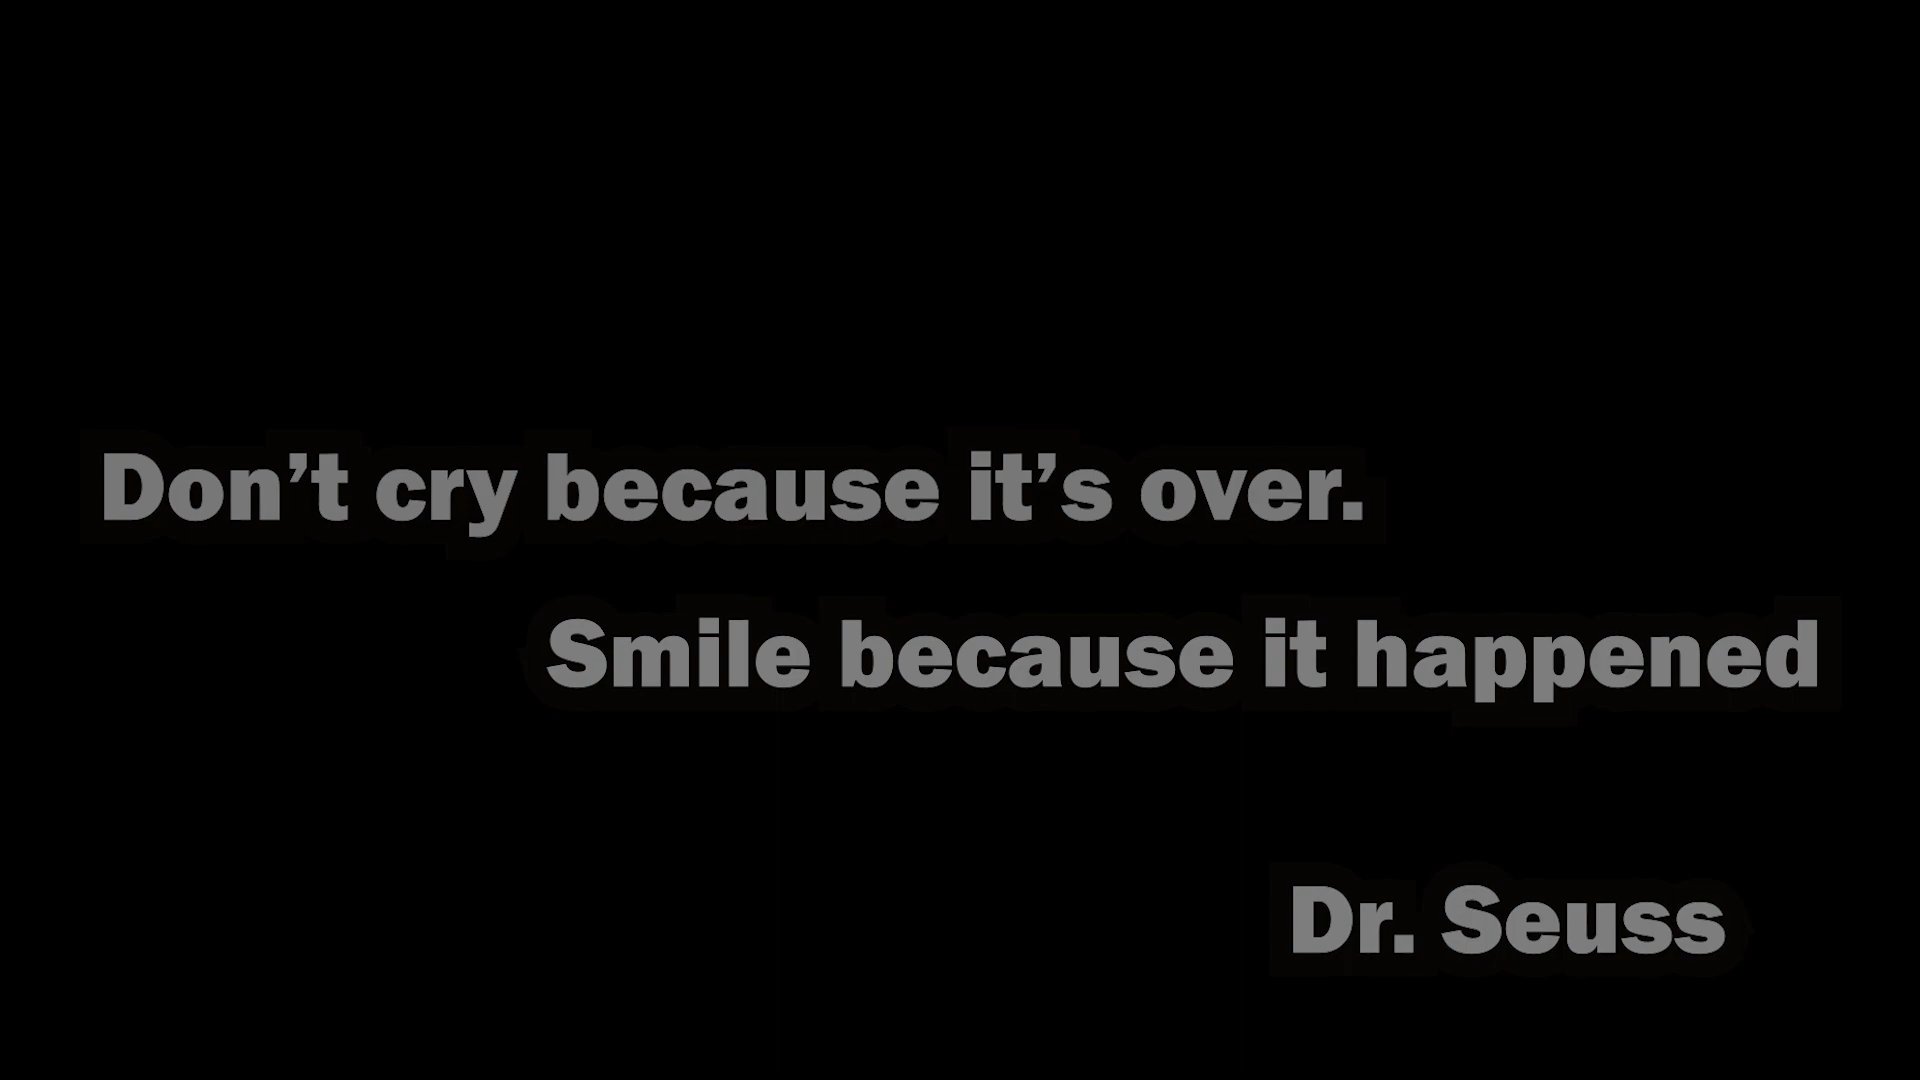 Don’t cry because it’s over.
Smile because it happened
Dr. Seuss